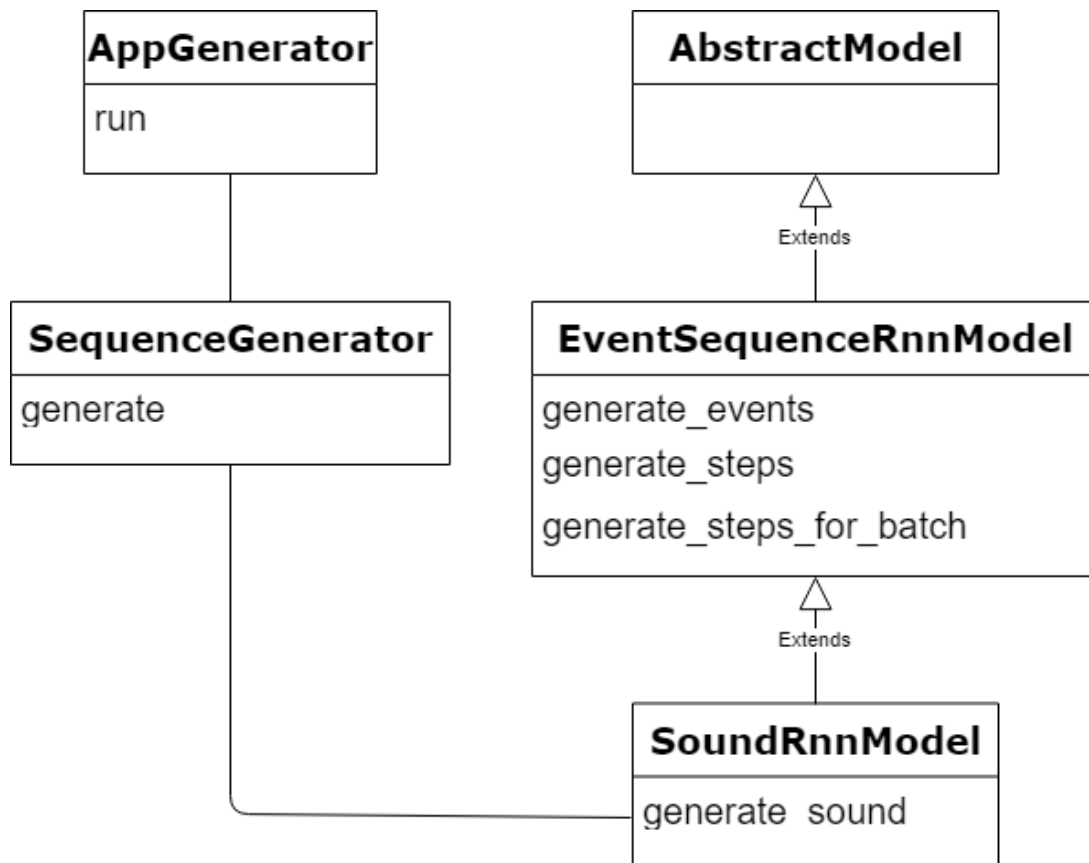 AppGenerator
run
AbstractModel
Extends
SequenceGenerator
generate
EventSequenceRnnModel
generate_events
generate_steps
generate_steps_for_batch
Extends
SoundRnnModel
generate_sound